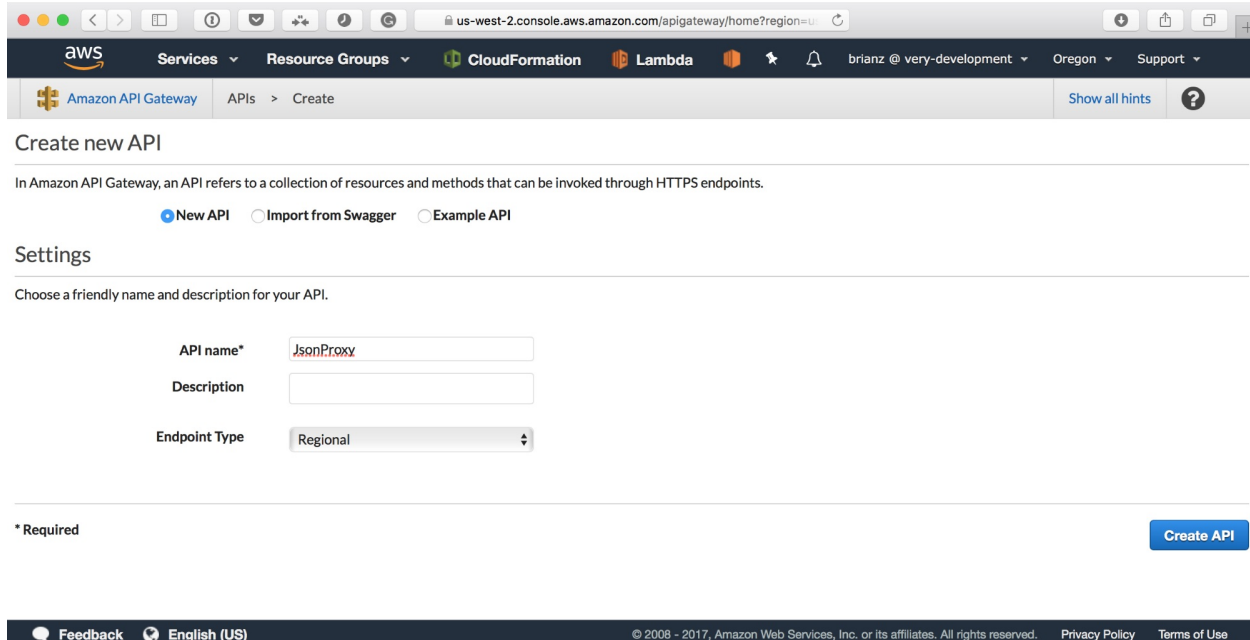 us-west-2.console.aws.amazon.com/apigateway/home?region=u
aws Services Resource Groups CloudFormation Lambda brianz @ very-development Oregon Support
Amazon API Gateway APIs > Create Show all hints ?
Create new API
In Amazon API Gateway, an API refers to a collection of resources and methods that can be invoked through HTTPS endpoints.
New API Import from Swagger Example API
Settings
Choose a friendly name and description for your API.
API name* JsonProxy
Description
Endpoint Type Regional
* Required
Create API
Feedback English (US) © 2008 - 2017, Amazon Web Services, Inc. or its affiliates. All rights reserved. Privacy Policy Terms of Use